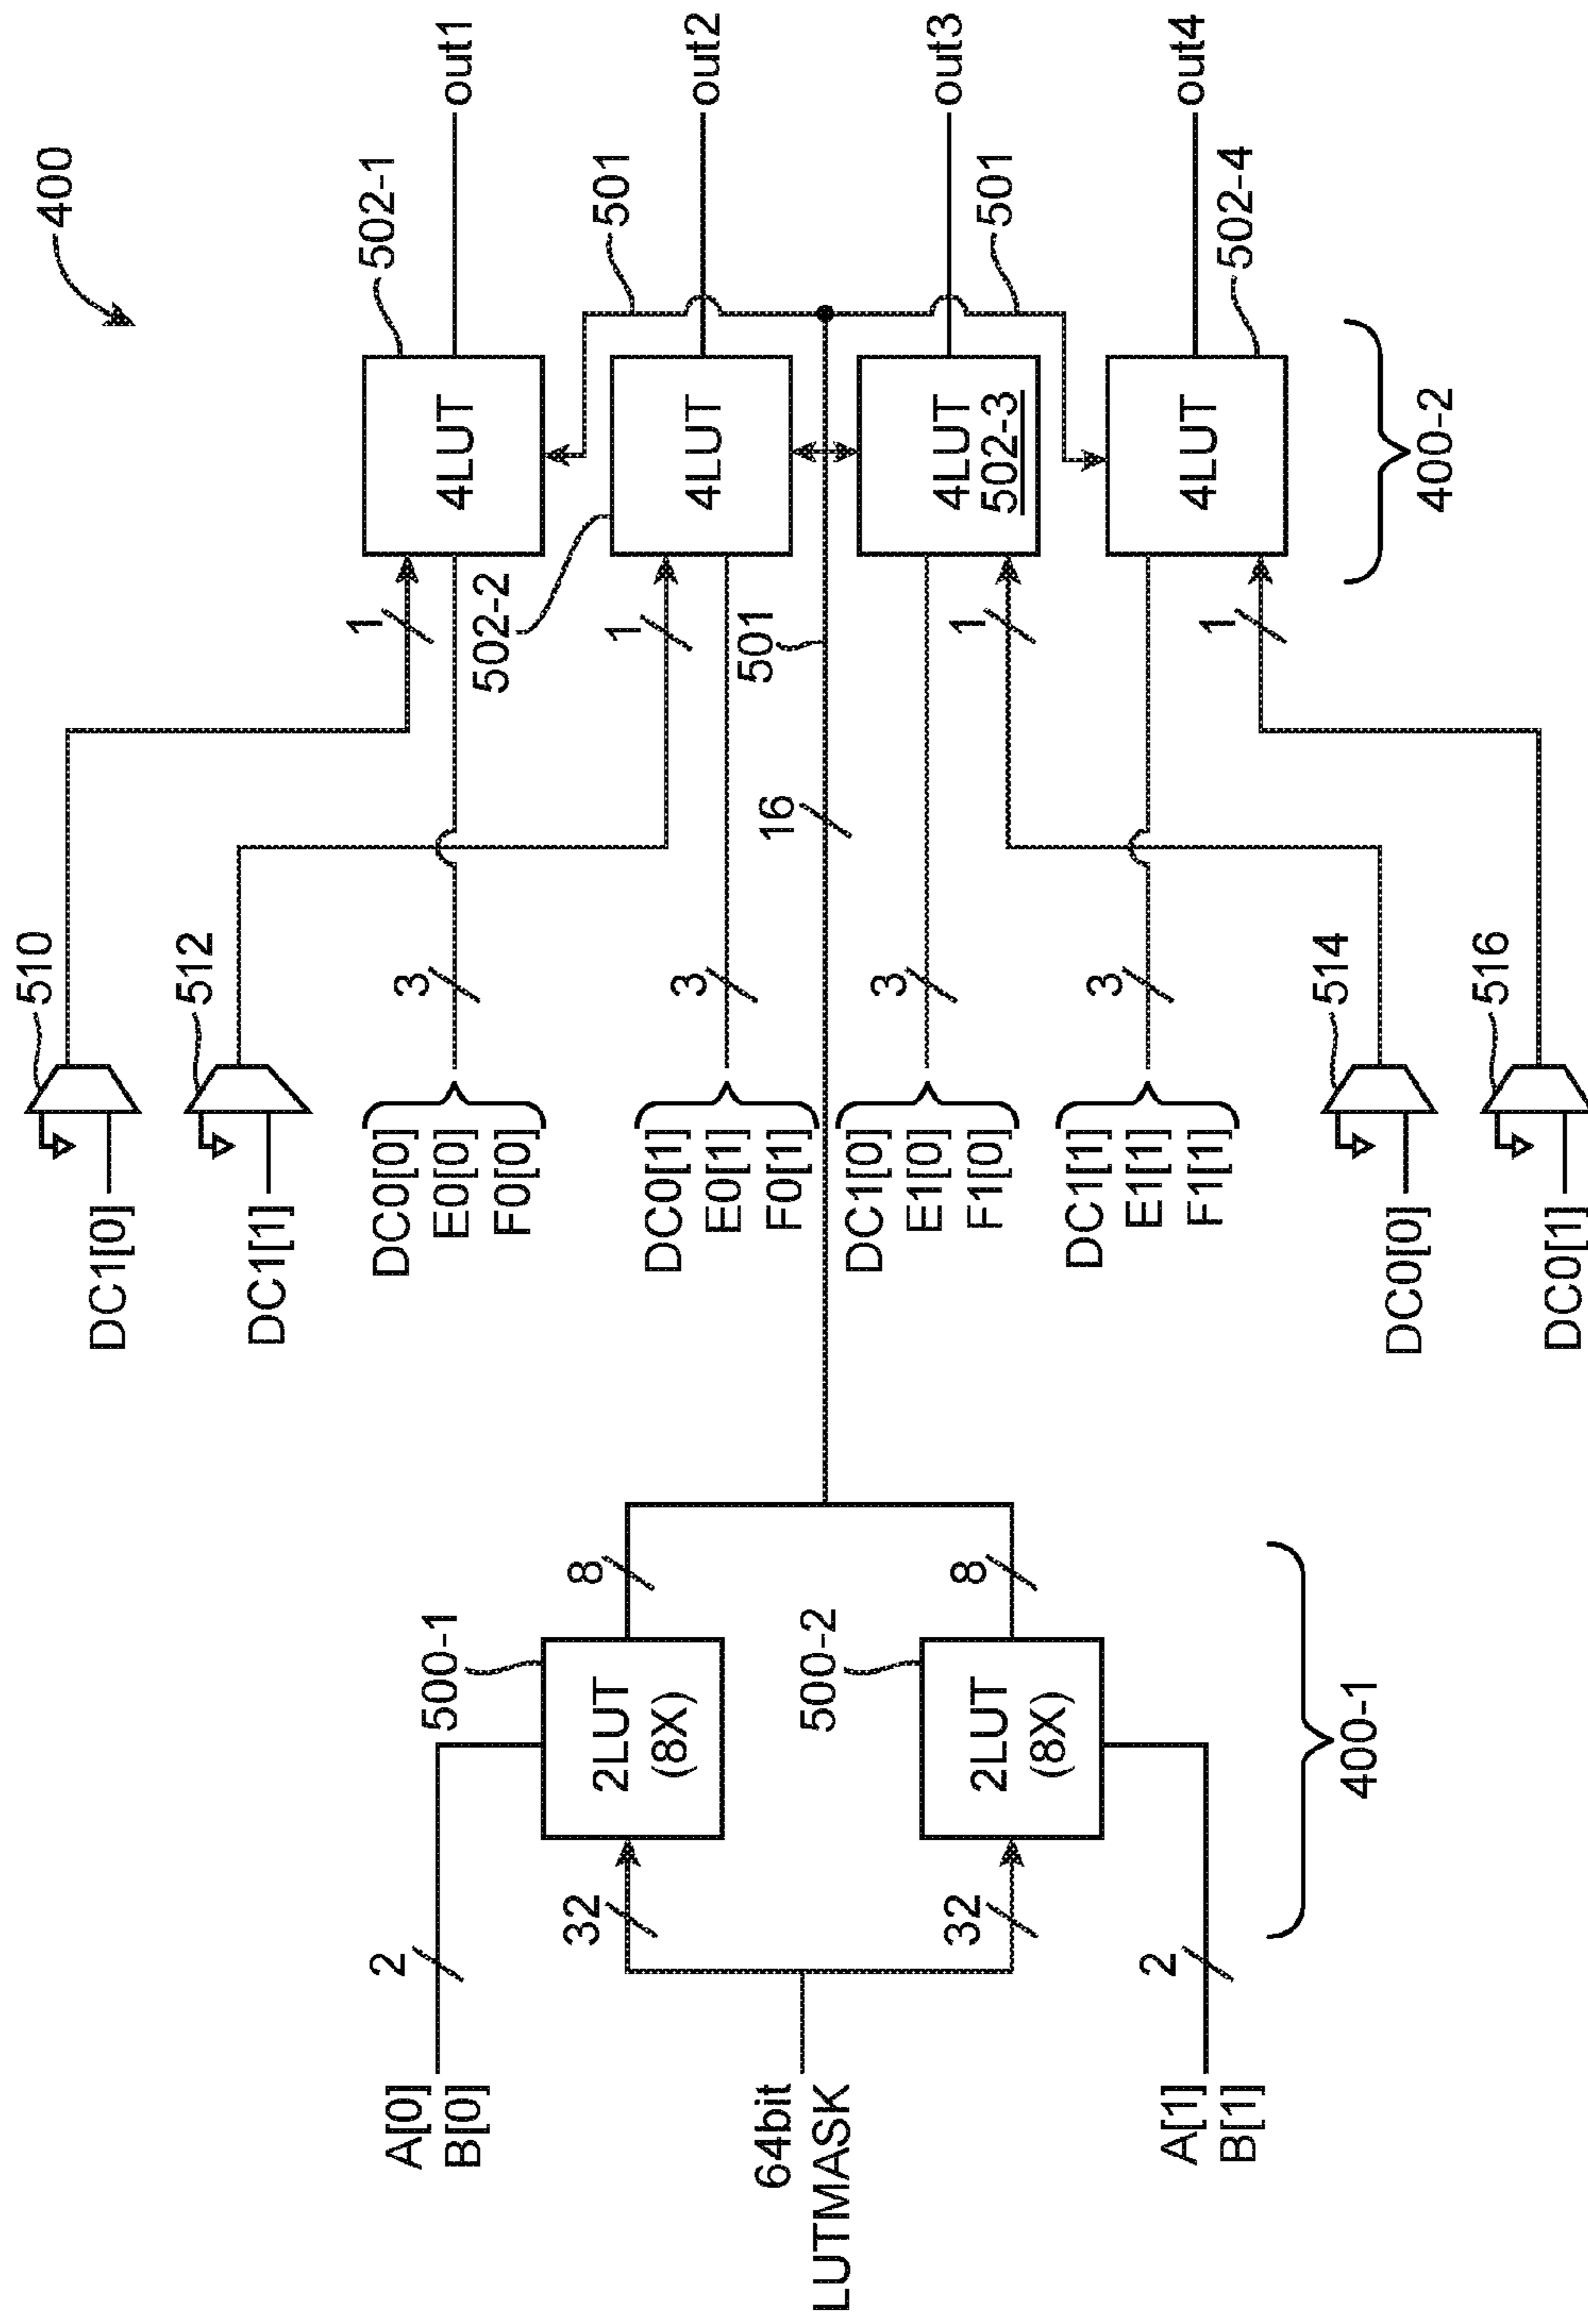 400
510
DC1[0]
512
DC1[1]
1
502-1
4LUT
out1
DC0[0]
E0[0]
F0[0]
3
502-2
1
501
4LUT
out2
DC0[1]
E0[1]
F0[1]
3
501
16
DC1[0]
E1[0]
F1[0]
3
1
4LUT
502-3
out3
501
DC1[1]
E1[1]
F1[1]
3
1
4LUT
502-4
out4
514
DC0[0]
516
DC0[1]
400-2
A[0]
B[0]
2
500-1
2LUT
(8X)
8
32
64bit
LUTMASK
32
500-2
2LUT
(8X)
8
A[1]
B[1]
2
400-1